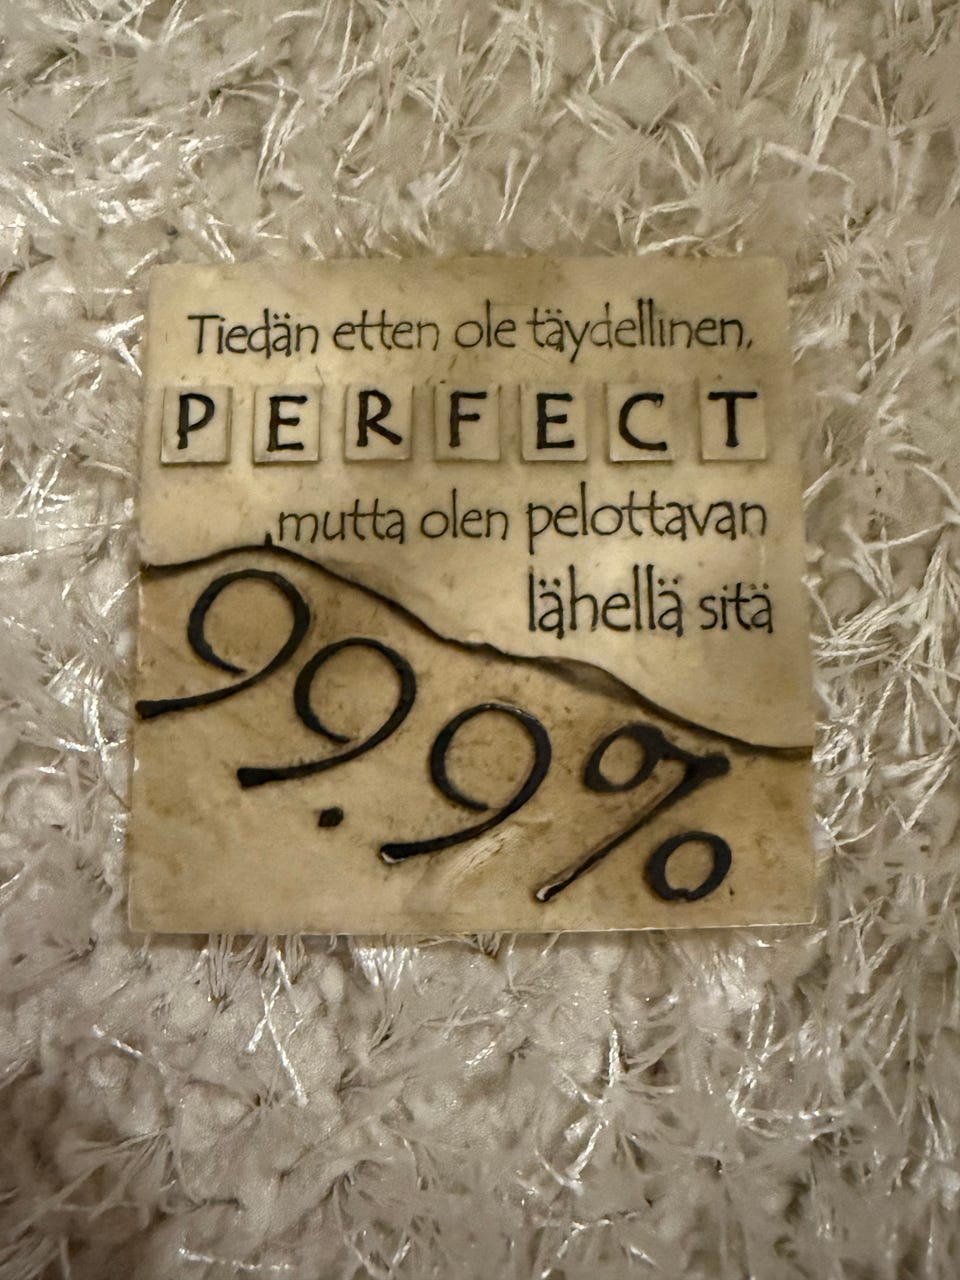 Tiedän etten ole täydellinen,
PERFECT
mutta olen pelottavan
lähellä sitä
99.9%